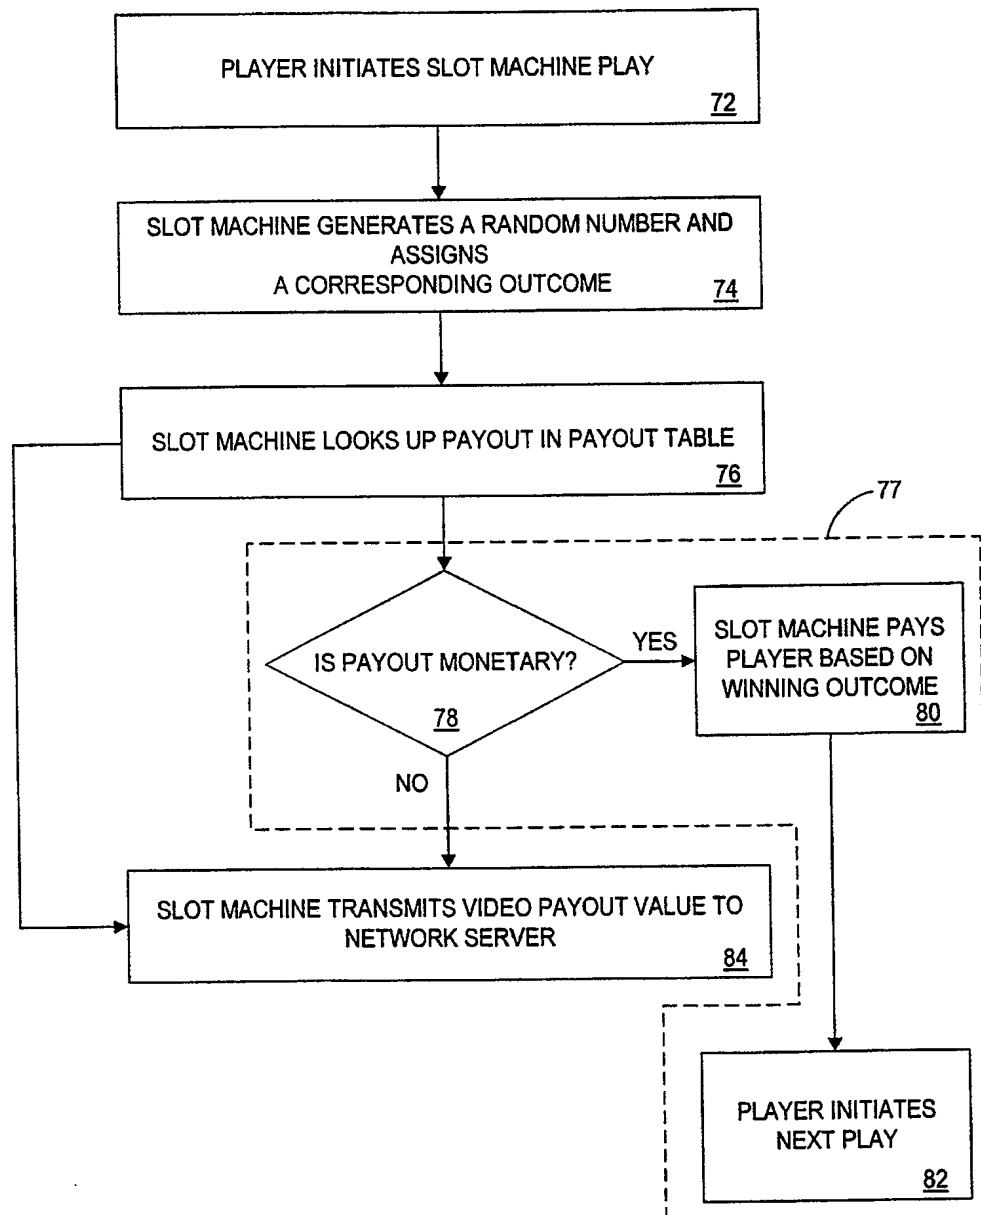 PLAYER INITIATES SLOT MACHINE PLAY
72
SLOT MACHINE GENERATES A RANDOM NUMBER AND
ASSIGNS
A CORRESPONDING OUTCOME
74
SLOT MACHINE LOOKS UP PAYOUT IN PAYOUT TABLE
76
77
IS PAYOUT MONETARY?
78
YES
SLOT MACHINE PAYS
PLAYER BASED ON
WINNING OUTCOME
80
NO
SLOT MACHINE TRANSMITS VIDEO PAYOUT VALUE TO
NETWORK SERVER
84
PLAYER INITIATES
NEXT PLAY
82